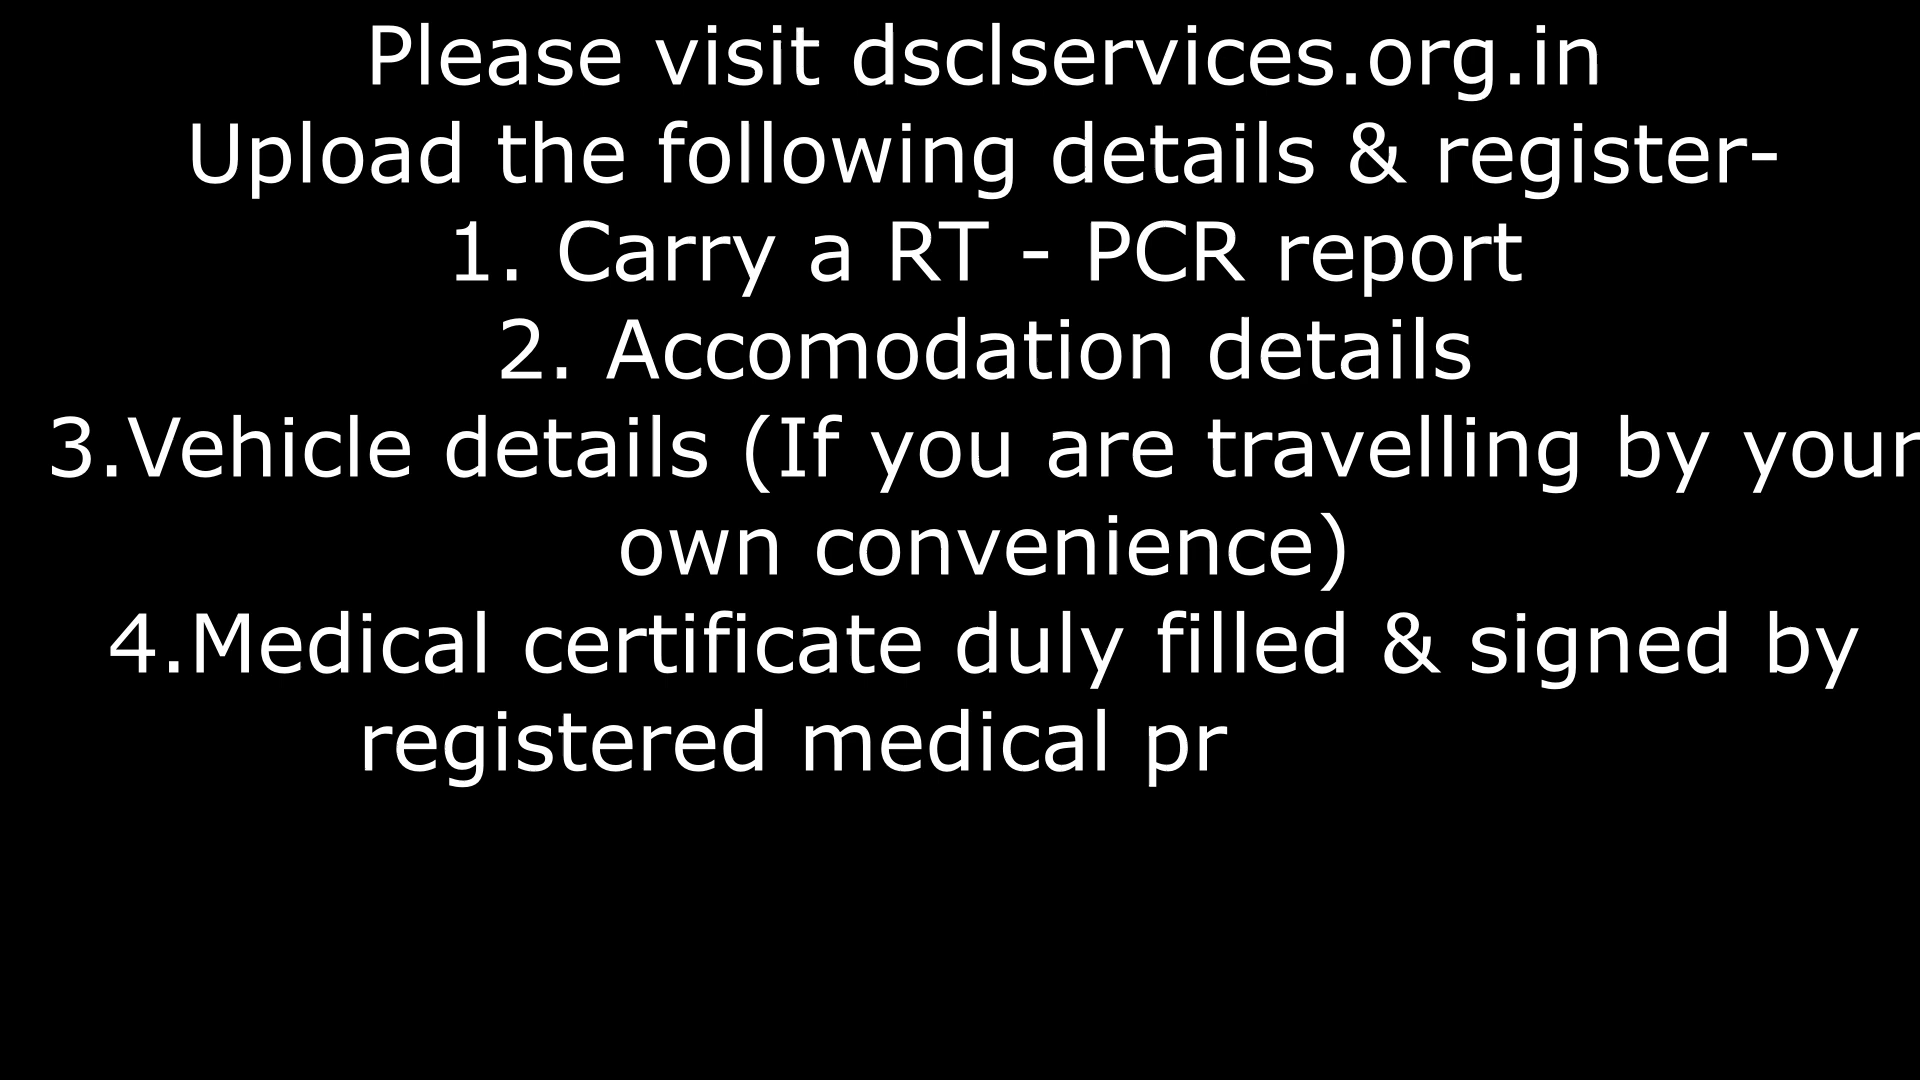 Please visit dsclservices.org.in
Upload the following details & register-
1. Carry a RT - PCR report
2. Accomodation details
3.Vehicle details (If you are travelling by your
own convenience)
4.Medical certificate duly filled & signed by
registered medical pr